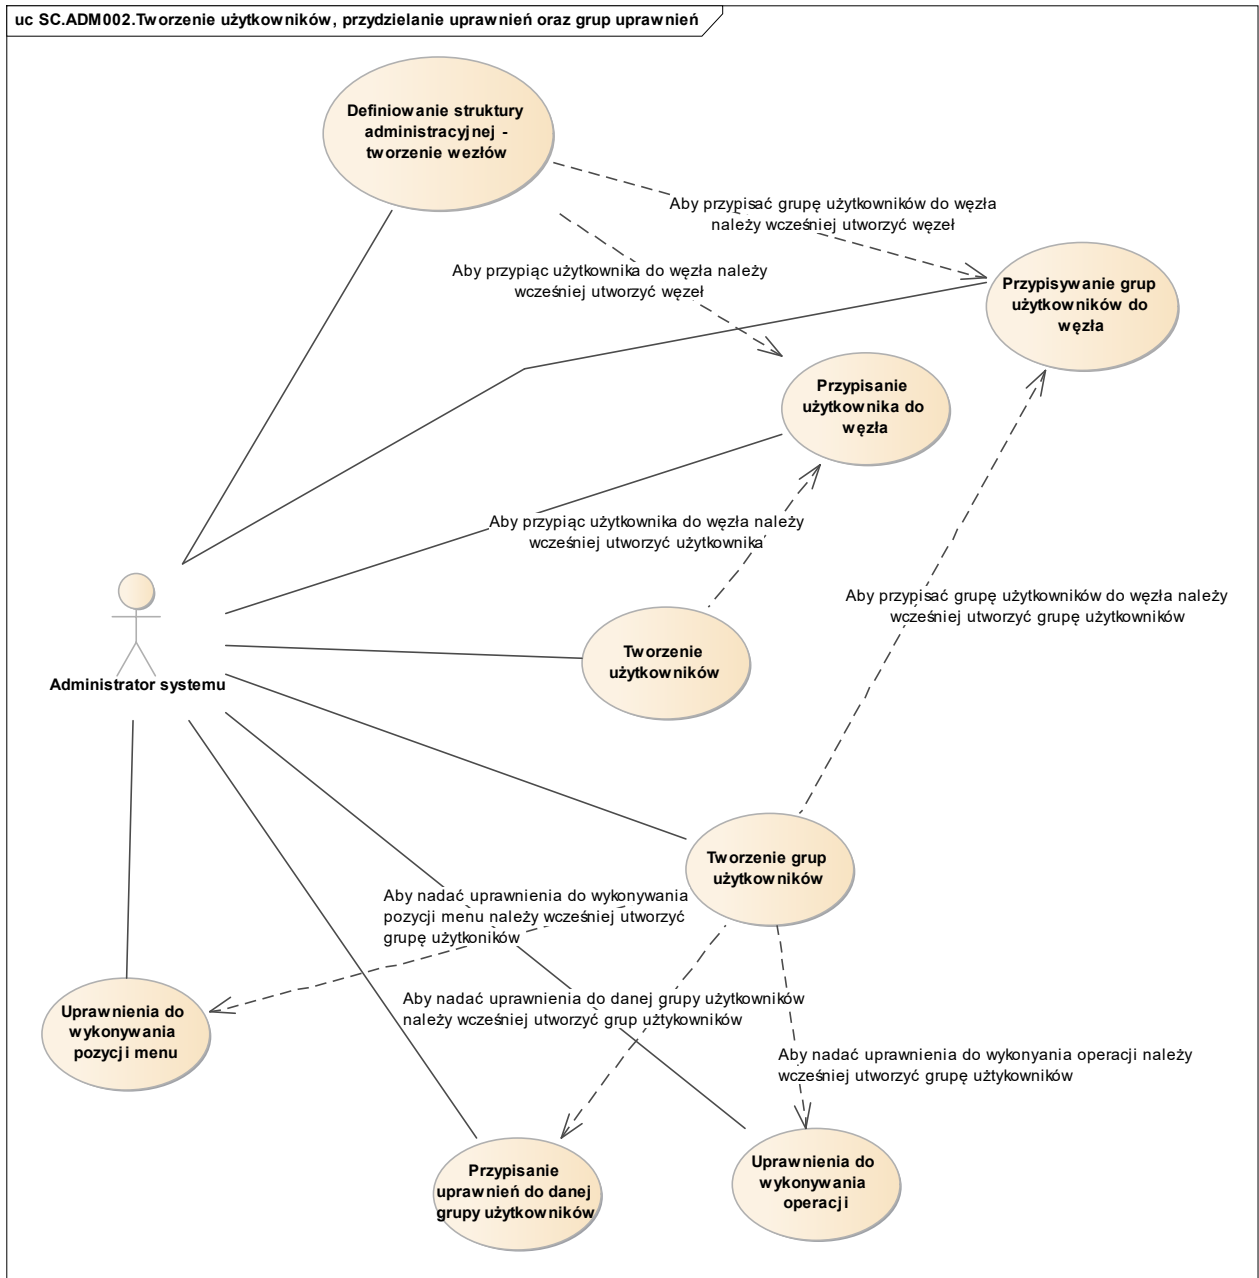 uc SC.ADM002.Tworzenie użytkowników, przydzielanie uprawnień oraz grup uprawnień
Definiowanie struktury
administracyjnej -
tworzenie wezłów
Aby przypisać grupę użytkowników do węzła
należy wcześniej utworzyć węzeł
Aby przypiąc użytkownika do węzła należy
wcześniej utworzyć węzeł
Przypisywanie grup
użytkowników do
węzła
Przypisanie
użytkownika do
węzła
Aby przypiąc użytkownika do węzła należy
wcześniej utworzyć użytkownika
Aby przypisać grupę użytkowników do węzła należy
wcześniej utworzyć grupę użytkowników
Tworzenie
użytkowników
Administrator systemu
Tworzenie grup
użytkowników
Aby nadać uprawnienia do wykonywania
pozycji menu należy wcześniej utworzyć
grupę użytkoników
Uprawnienia do
wykonywania
pozycji menu
Aby nadać uprawnienia do danej grupy użytkowników
należy wcześniej utworzyć grup użtykowników
Aby nadać uprawnienia do wykonyania operacji należy
wcześniej utworzyć grupę użtykowników
Przypisanie
uprawnień do danej
grupy użytkowników
Uprawnienia do
wykonywania
operacji